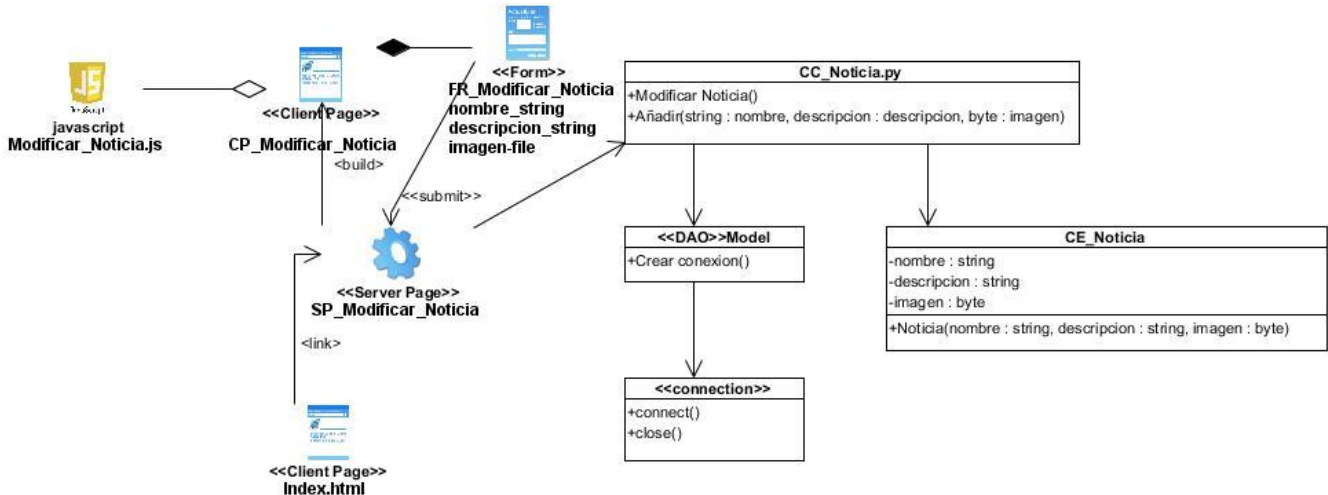 JS
JavaScript
javascript
Modificar_Noticia.js
<<Client Page>>
CP_Modificar_Noticia
<build>
<<Form>>
FR_Modificar_Noticia
nombre_string
descripcion_string
imagen-file
<<submit>>
<<Server Page>>
SP_Modificar_Noticia
<link>
<<Client Page>>
Index.html
CC_Noticia.py
+Modificar Noticia()
+Añadir(string : nombre, descripcion : descripcion, byte : imagen)
<<DAO>>Model
+Crear conexion()
<<connection>>
+connect()
+close()
CE_Noticia
-nombre : string
-descripcion : string
-imagen : byte
+Noticia(nombre : string, descripcion : string, imagen : byte)